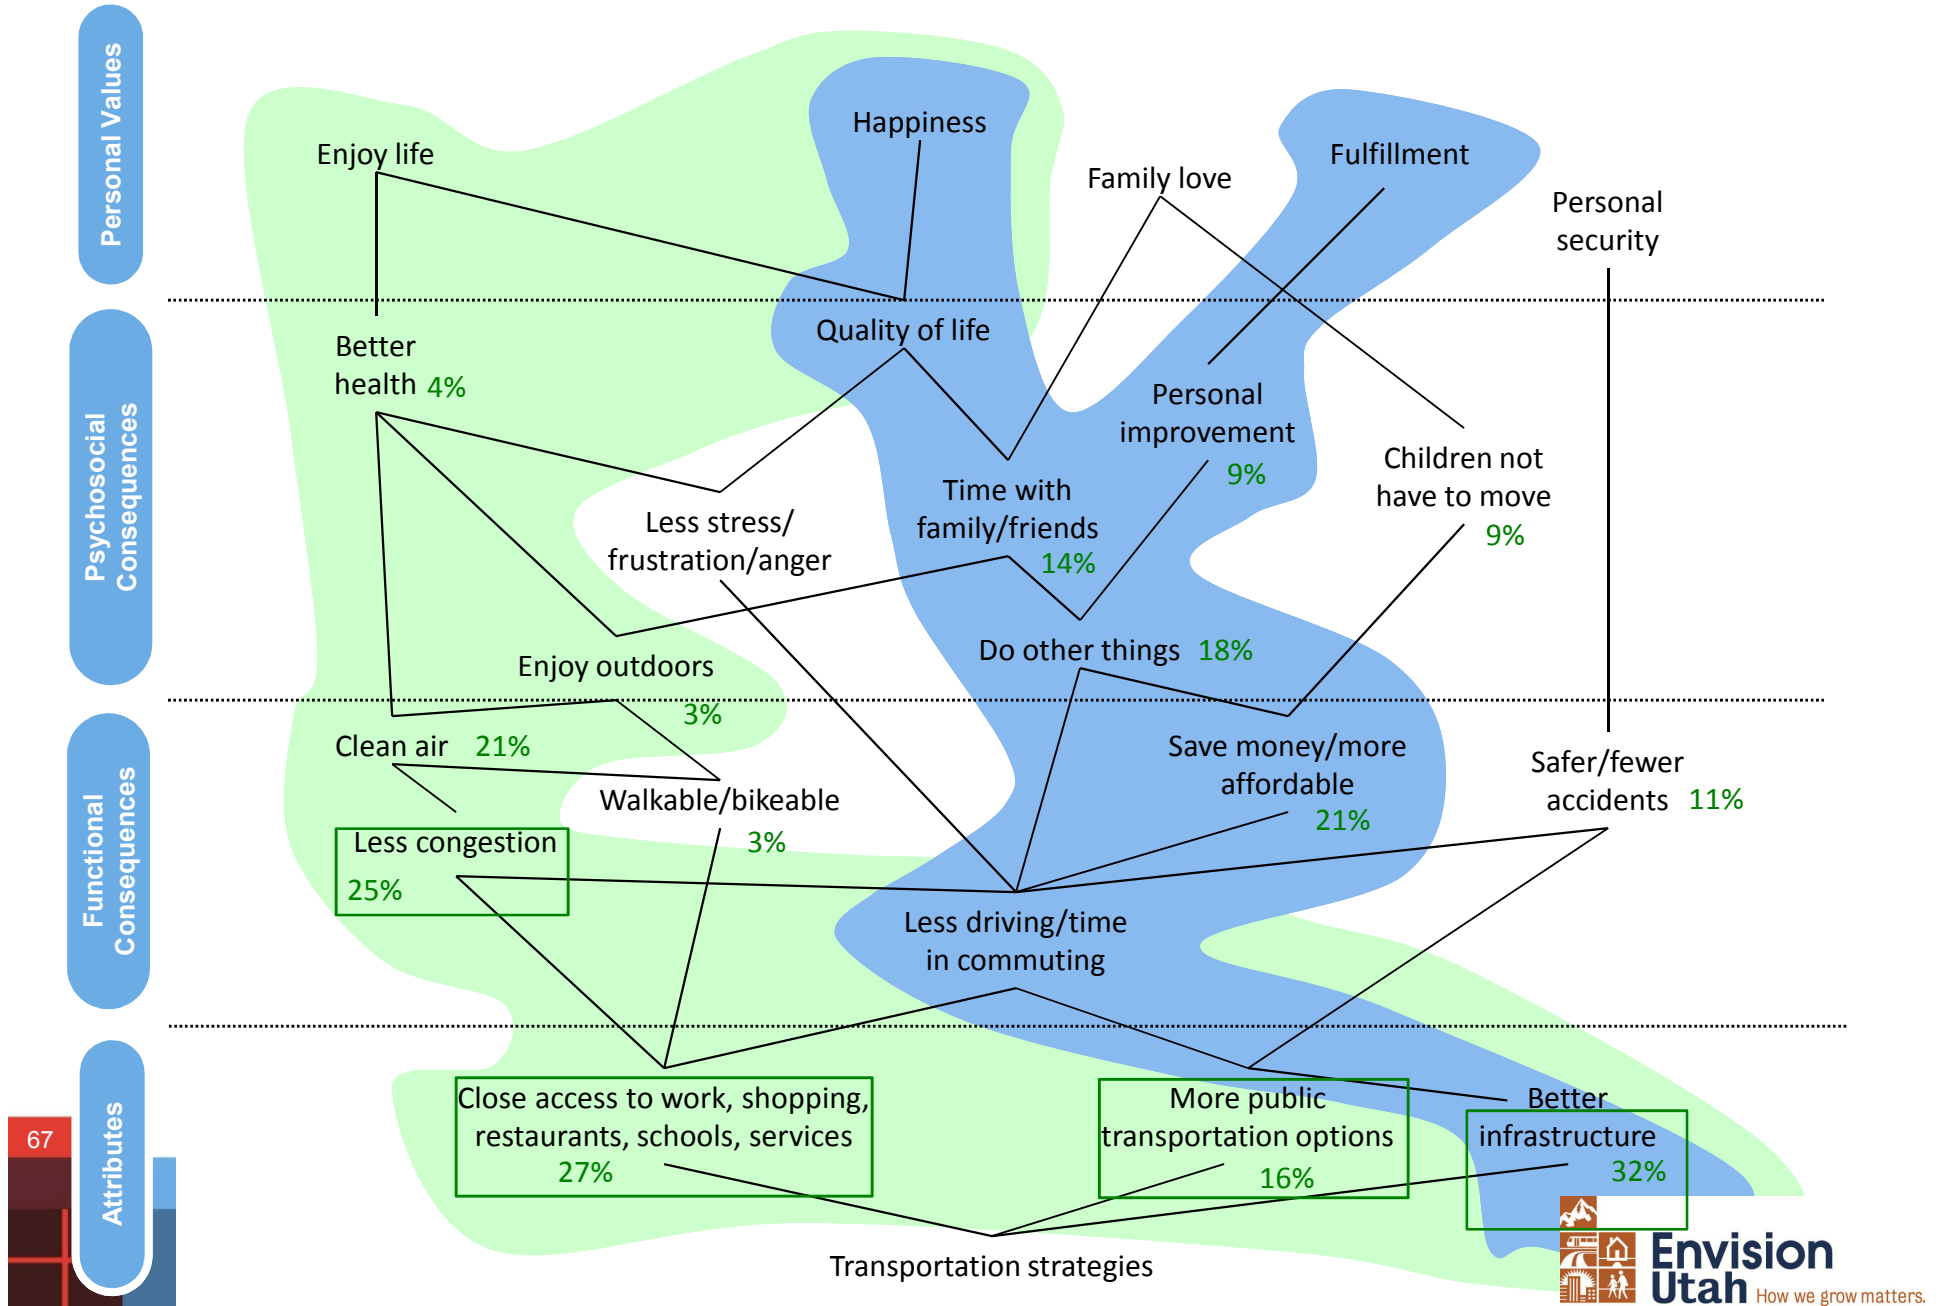 Personal Values
Happiness
Enjoy life
Fulfillment
Family love
Personal
security
Psychosocial
Consequences
Quality of life
Better
health 4%
Personal
improvement
9%
Children not
have to move
9%
Time with
family/friends
14%
Less stress/
frustration/anger
Do other things 18%
Enjoy outdoors
3%
Functional
Consequences
Clean air 21%
Save money/more
affordable
21%
Safer/fewer
accidents 11%
Walkable/bikeable
3%
Less congestion
25%
Less driving/time
in commuting
Attributes
Close access to work, shopping,
restaurants, schools, services
27%
More public
transportation options
16%
Better
infrastructure
32%
67
Transportation strategies
Envision
Utah How we grow matters.